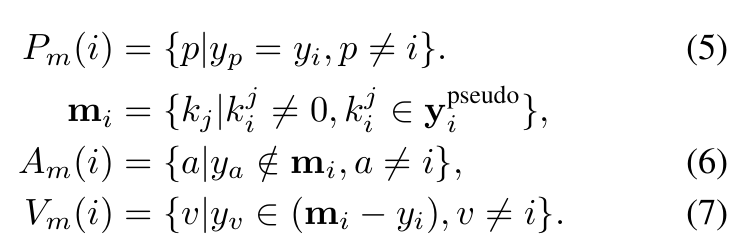 P_m(i) = {p|y_p = y_i, p ≠ i}. (5)
𝐦_i = {k_j|k_i^j ≠ 0, k_i^j ∈ 𝐲_i^pseudo},
A_m(i) = {a|y_a ∉ 𝐦_i, a ≠ i}, (6)
V_m(i) = {v|y_v ∈ (𝐦_i − y_i), v ≠ i}. (7)